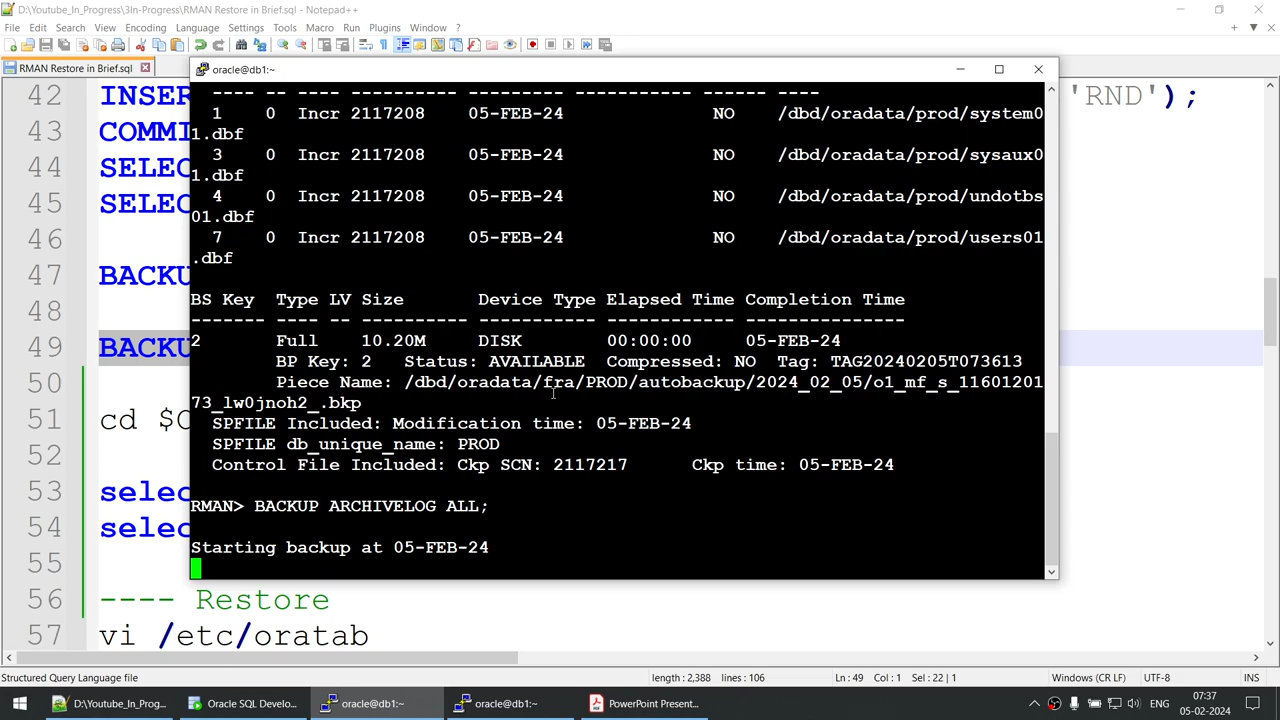 D:\Youtube_In_Progress\3In-Progress\RMAN Restore in Brief.sql - Notepad++
File Edit Search View Encoding Language Settings Tools Macro Run Plugins Window ?
RMAN Restore in Brief.sql
oracle@db1:~
42 INSER 'RND');
43 COMMI
44 SELEC
45 SELEC
46
47 BACKU
48
49 BACKU
50
51 cd $O
52
53 selec
54 selec
55
56 ---- Restore
57 vi /etc/oratab
---- -- ---- ---------- --------- ----------- ------ ----
1 0 Incr 2117208 05-FEB-24 NO /dbd/oradata/prod/system0
1.dbf
3 0 Incr 2117208 05-FEB-24 NO /dbd/oradata/prod/sysaux0
1.dbf
4 0 Incr 2117208 05-FEB-24 NO /dbd/oradata/prod/undotbs
01.dbf
7 0 Incr 2117208 05-FEB-24 NO /dbd/oradata/prod/users01
.dbf
BS Key Type LV Size Device Type Elapsed Time Completion Time
------- ---- -- ---------- ----------- ------------ ---------------
2 Full 10.20M DISK 00:00:00 05-FEB-24
BP Key: 2 Status: AVAILABLE Compressed: NO Tag: TAG20240205T073613
Piece Name: /dbd/oradata/fra/PROD/autobackup/2024_02_05/o1_mf_s_11601201
73_lw0jnoh2_.bkp
SPFILE Included: Modification time: 05-FEB-24
SPFILE db_unique_name: PROD
Control File Included: Ckp SCN: 2117217 Ckp time: 05-FEB-24
RMAN> BACKUP ARCHIVELOG ALL;
Starting backup at 05-FEB-24
Structured Query Language file length : 2,388 lines : 106 Ln : 49 Col : 1 Sel : 22 | 1 Windows (CR LF) UTF-8 INS
D:\Youtube_In_Prog... Oracle SQL Develo... oracle@db1:~ oracle@db1:~ PowerPoint Present... ENG 07:37
05-02-2024